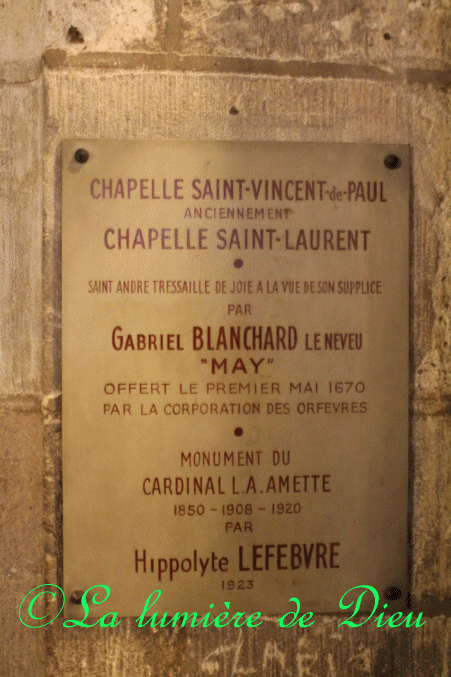 CHAPELLE SAINT-VINCENT-de-PAUL
ANCIENNEMENT
CHAPELLE SAINT-LAURENT
SAINT ANDRE TRESSAILLE DE JOIE A LA VUE DE SON SUPPLICE
PAR
GABRIEL BLANCHARD LE NEVEU
"MAY"
OFFERT LE PREMIER MAI 1670
PAR LA CORPORATION DES ORFEVRES
MONUMENT DU
CARDINAL L.A. AMETTE
1850 - 1908 - 1920
PAR
Hippolyte LEFEBVRE
1923
©La lumière de Dieu